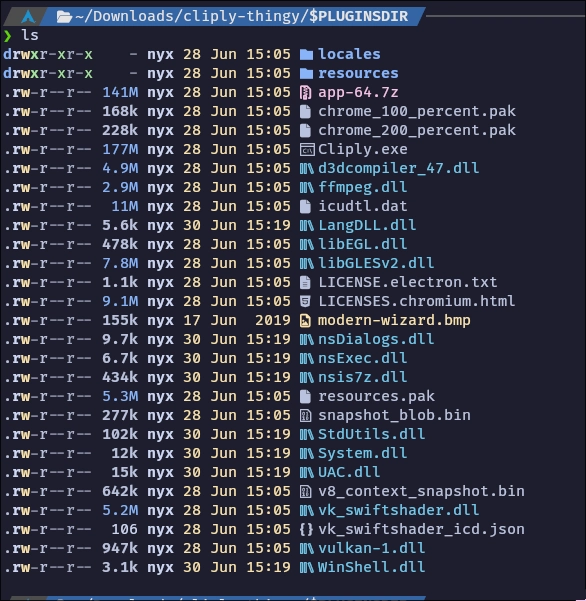 ~/Downloads/cliply-thingy/$PLUGINSDIR
❯ ls
drwxr-xr-x - nyx 28 Jun 15:05 locales
drwxr-xr-x - nyx 28 Jun 15:05 resources
.rw-r--r-- 141M nyx 28 Jun 15:05 app-64.7z
.rw-r--r-- 168k nyx 28 Jun 15:05 chrome_100_percent.pak
.rw-r--r-- 228k nyx 28 Jun 15:05 chrome_200_percent.pak
.rw-r--r-- 177M nyx 28 Jun 15:05 Cliply.exe
.rw-r--r-- 4.9M nyx 28 Jun 15:05 d3dcompiler_47.dll
.rw-r--r-- 2.9M nyx 28 Jun 15:05 ffmpeg.dll
.rw-r--r-- 11M nyx 28 Jun 15:05 icudtl.dat
.rw-r--r-- 5.6k nyx 30 Jun 15:19 LangDLL.dll
.rw-r--r-- 478k nyx 28 Jun 15:05 libEGL.dll
.rw-r--r-- 7.8M nyx 28 Jun 15:05 libGLESv2.dll
.rw-r--r-- 1.1k nyx 28 Jun 15:05 LICENSE.electron.txt
.rw-r--r-- 9.1M nyx 28 Jun 15:05 LICENSES.chromium.html
.rw-r--r-- 155k nyx 17 Jun 2019 modern-wizard.bmp
.rw-r--r-- 9.7k nyx 30 Jun 15:19 nsDialogs.dll
.rw-r--r-- 6.7k nyx 30 Jun 15:19 nsExec.dll
.rw-r--r-- 434k nyx 30 Jun 15:19 nsis7z.dll
.rw-r--r-- 5.3M nyx 28 Jun 15:05 resources.pak
.rw-r--r-- 277k nyx 28 Jun 15:05 snapshot_blob.bin
.rw-r--r-- 102k nyx 30 Jun 15:19 StdUtils.dll
.rw-r--r-- 12k nyx 30 Jun 15:19 System.dll
.rw-r--r-- 15k nyx 30 Jun 15:19 UAC.dll
.rw-r--r-- 642k nyx 28 Jun 15:05 v8_context_snapshot.bin
.rw-r--r-- 5.2M nyx 28 Jun 15:05 vk_swiftshader.dll
.rw-r--r-- 106 nyx 28 Jun 15:05 vk_swiftshader_icd.json
.rw-r--r-- 947k nyx 28 Jun 15:05 vulkan-1.dll
.rw-r--r-- 3.1k nyx 30 Jun 15:19 WinShell.dll